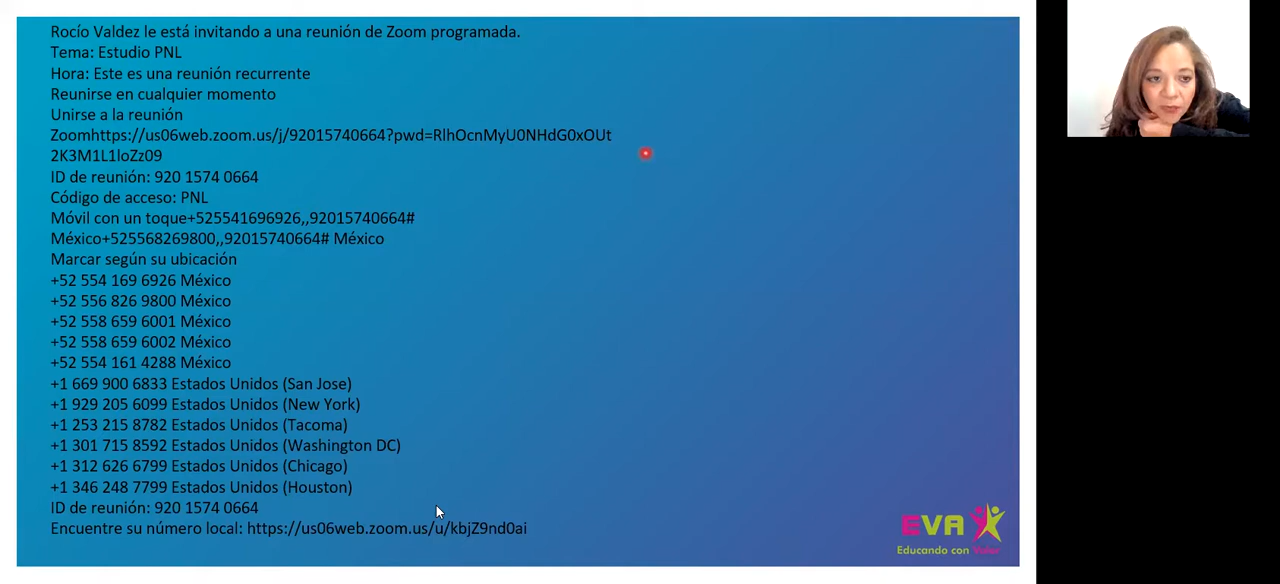 Rocío Valdez le está invitando a una reunión de Zoom programada.
Tema: Estudio PNL
Hora: Este es una reunión recurrente
Reunirse en cualquier momento
Unirse a la reunión
Zoomhttps://us06web.zoom.us/j/92015740664?pwd=RlhOcnMyU0NHdG0xOUt
2K3M1L1loZz09
ID de reunión: 920 1574 0664
Código de acceso: PNL
Móvil con un toque+525541696926,,92015740664#
México+525568269800,,92015740664# México
Marcar según su ubicación
+52 554 169 6926 México
+52 556 826 9800 México
+52 558 659 6001 México
+52 558 659 6002 México
+52 554 161 4288 México
+1 669 900 6833 Estados Unidos (San Jose)
+1 929 205 6099 Estados Unidos (New York)
+1 253 215 8782 Estados Unidos (Tacoma)
+1 301 715 8592 Estados Unidos (Washington DC)
+1 312 626 6799 Estados Unidos (Chicago)
+1 346 248 7799 Estados Unidos (Houston)
ID de reunión: 920 1574 0664
Encuentre su número local: https://us06web.zoom.us/u/kbjZ9nd0ai
EVA
Educando con Valor